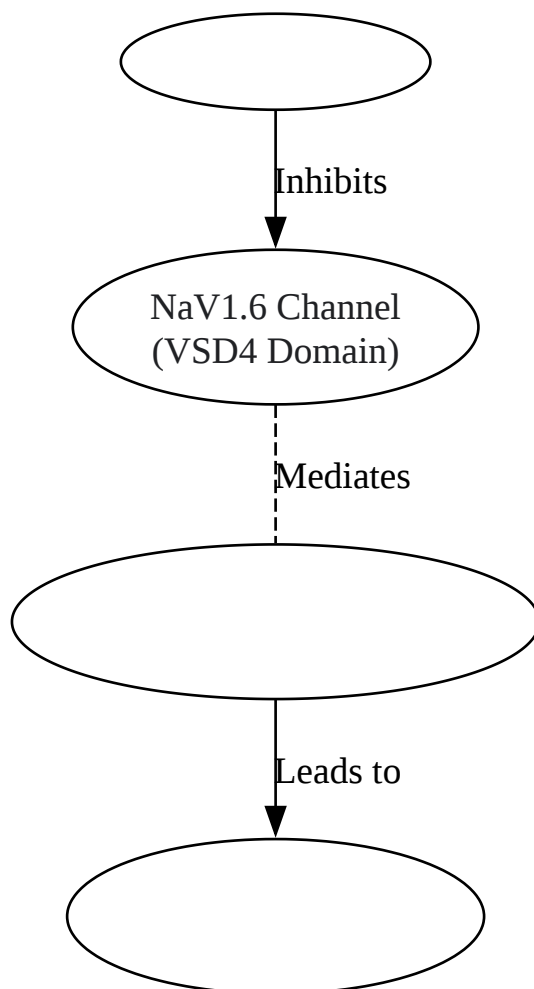 Inhibits
NaV1.6 Channel
(VSD4 Domain)
Mediates
Leads to